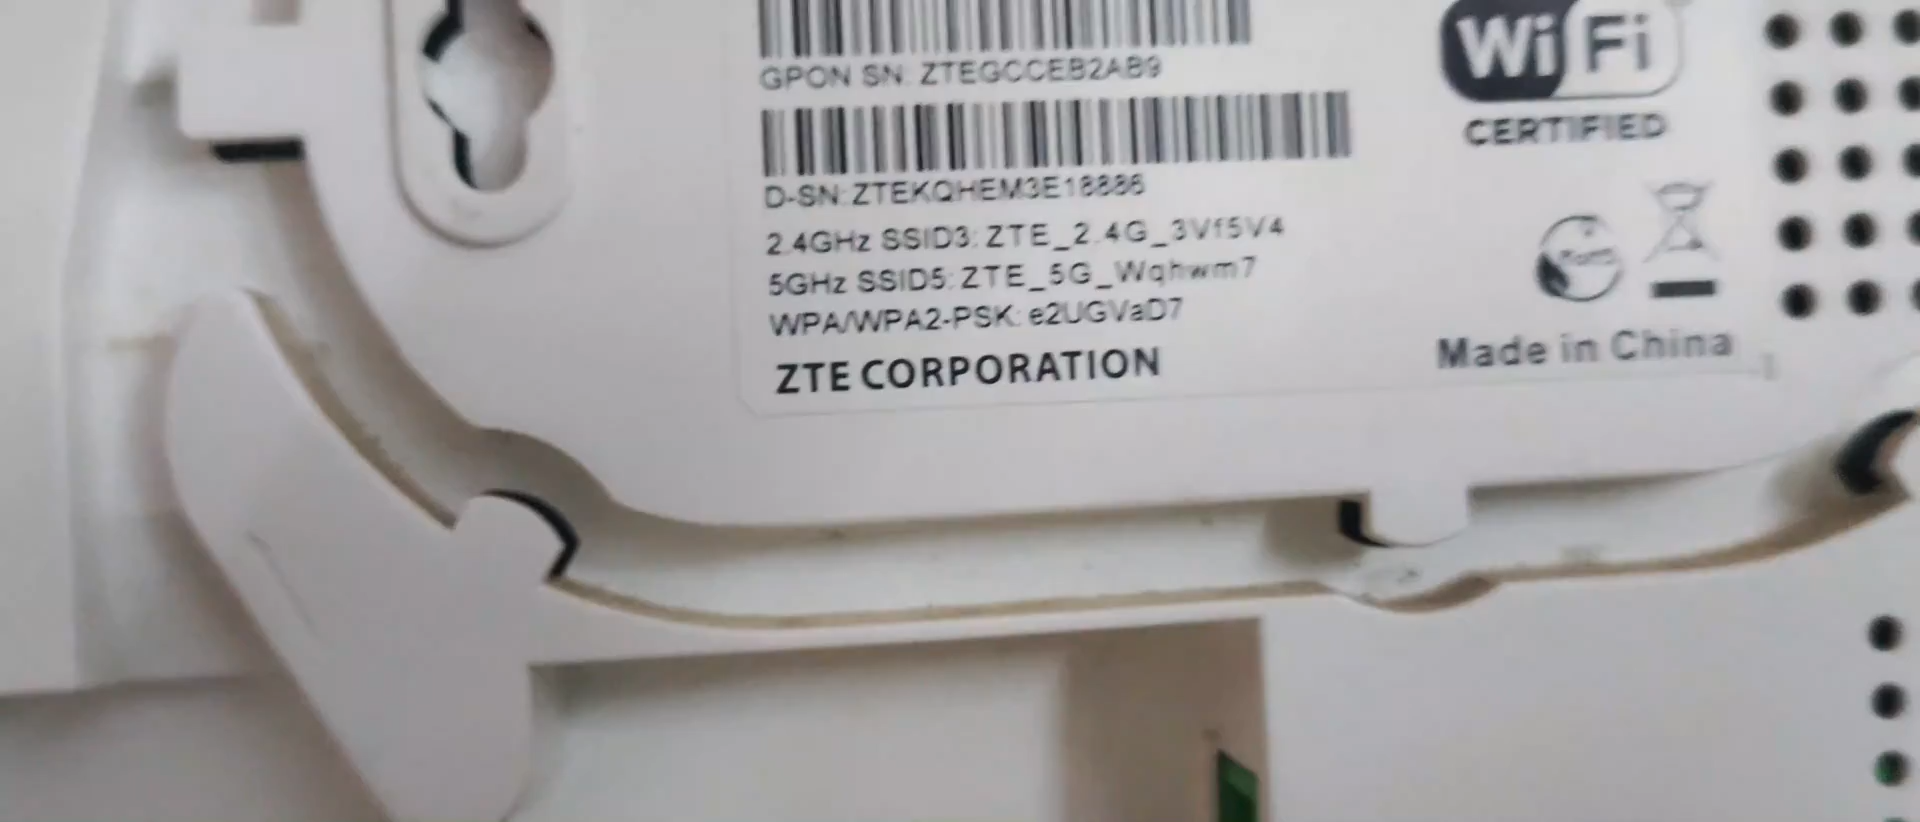 GPON SN: ZTEGCCEB2AB9
D-SN:ZTEKQHEM3E18886
2.4GHz SSID3: ZTE_2.4G_3Vf5V4
5GHz SSID5: ZTE_5G_Wqhwm7
WPA/WPA2-PSK: e2UGVaD7
ZTE CORPORATION
WiFi
CERTIFIED
RoHS
Made in China